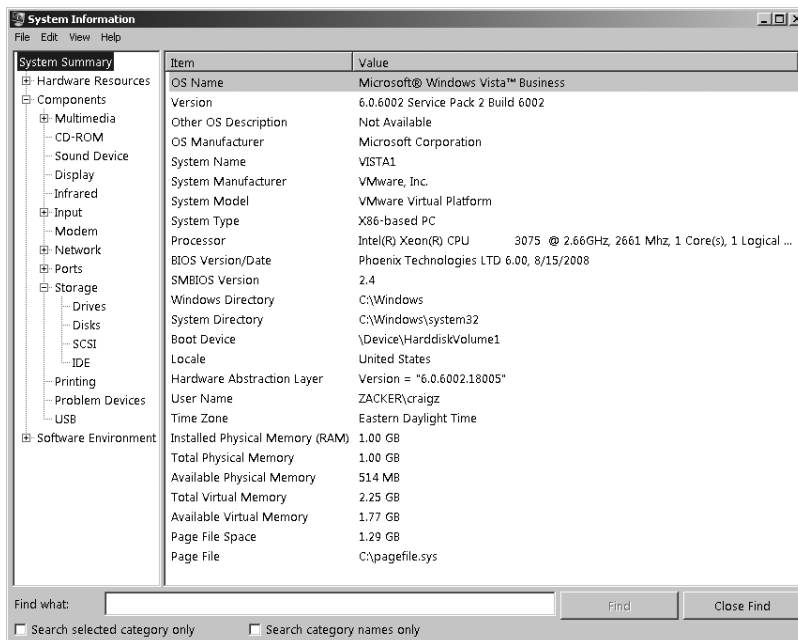 System Information
File Edit View Help
System Summary
Hardware Resources
Components
Multimedia
CD-ROM
Sound Device
Display
Infrared
Input
Modem
Network
Ports
Storage
Drives
Disks
SCSI
IDE
Printing
Problem Devices
USB
Software Environment
Item Value
OS Name Microsoft® Windows Vista™ Business
Version 6.0.6002 Service Pack 2 Build 6002
Other OS Description Not Available
OS Manufacturer Microsoft Corporation
System Name VISTA1
System Manufacturer VMware, Inc.
System Model VMware Virtual Platform
System Type X86-based PC
Processor Intel(R) Xeon(R) CPU 3075 @ 2.66GHz, 2661 Mhz, 1 Core(s), 1 Logical ...
BIOS Version/Date Phoenix Technologies LTD 6.00, 8/15/2008
SMBIOS Version 2.4
Windows Directory C:\Windows
System Directory C:\Windows\system32
Boot Device \Device\HarddiskVolume1
Locale United States
Hardware Abstraction Layer Version = "6.0.6002.18005"
User Name ZACKER\craigz
Time Zone Eastern Daylight Time
Installed Physical Memory (RAM) 1.00 GB
Total Physical Memory 1.00 GB
Available Physical Memory 514 MB
Total Virtual Memory 2.25 GB
Available Virtual Memory 1.77 GB
Page File Space 1.29 GB
Page File C:\pagefile.sys
Find what: Find Close Find
Search selected category only Search category names only